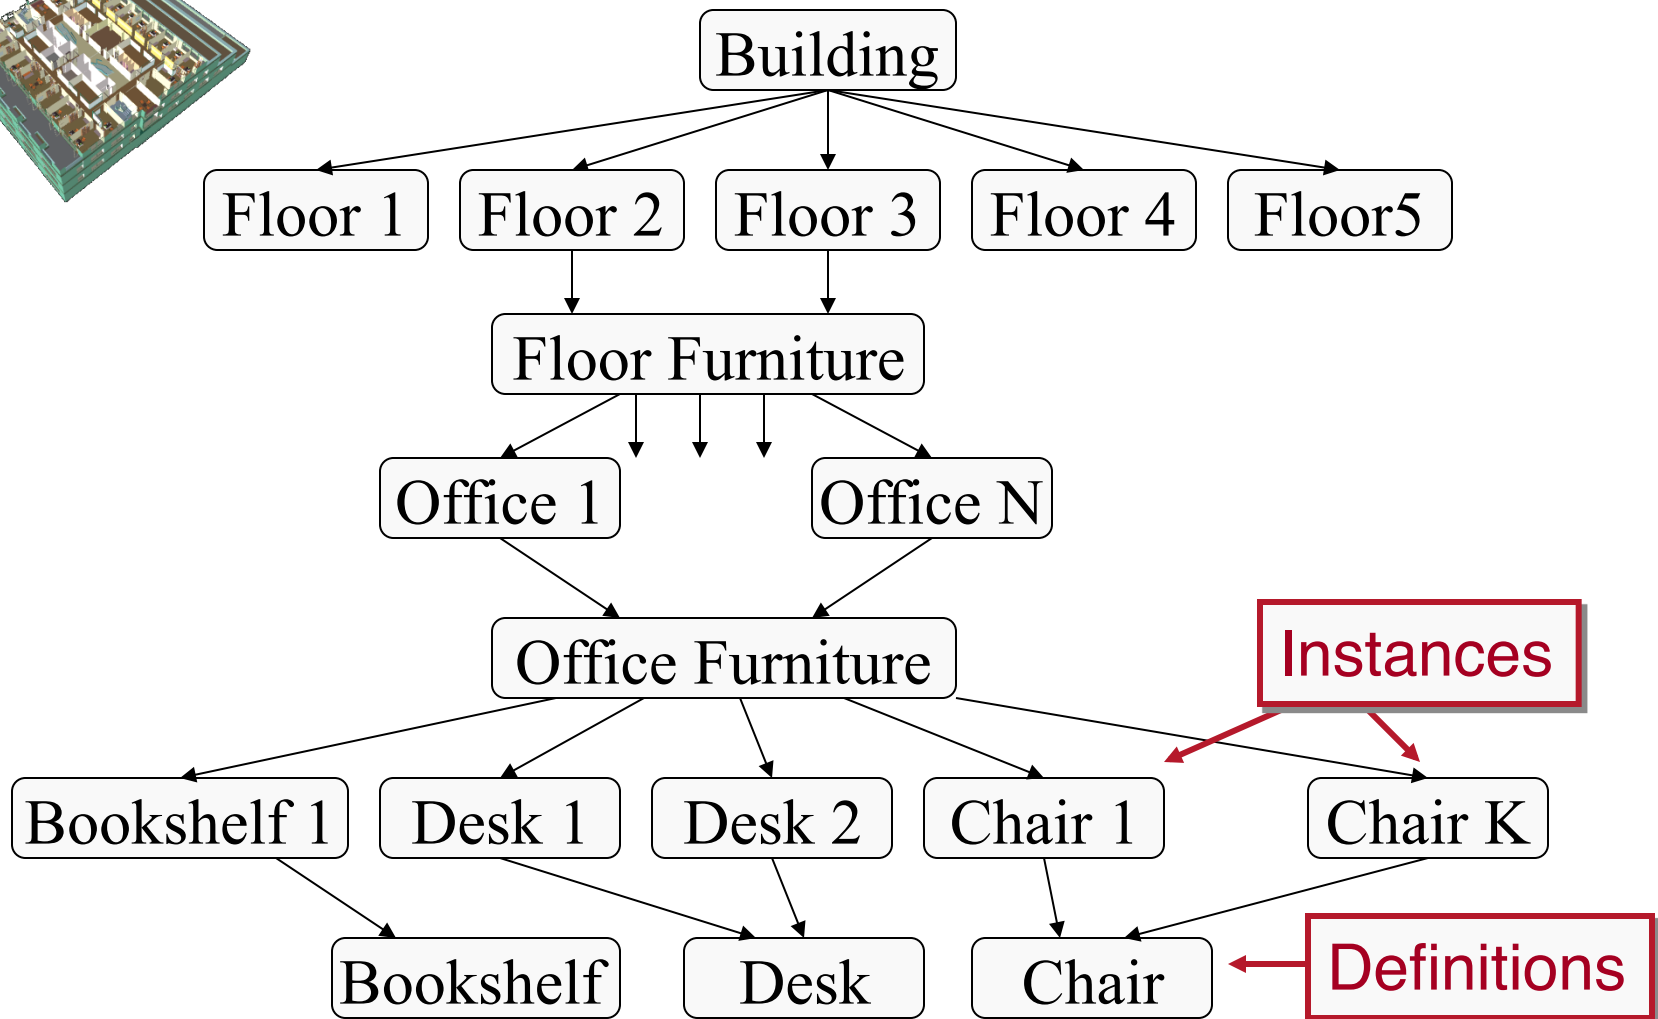 Building
Floor 1
Floor 2
Floor 3
Floor 4
Floor5
Floor Furniture
Office 1
Office N
Office Furniture
Instances
Bookshelf 1
Desk 1
Desk 2
Chair 1
Chair K
Bookshelf
Desk
Chair
Definitions